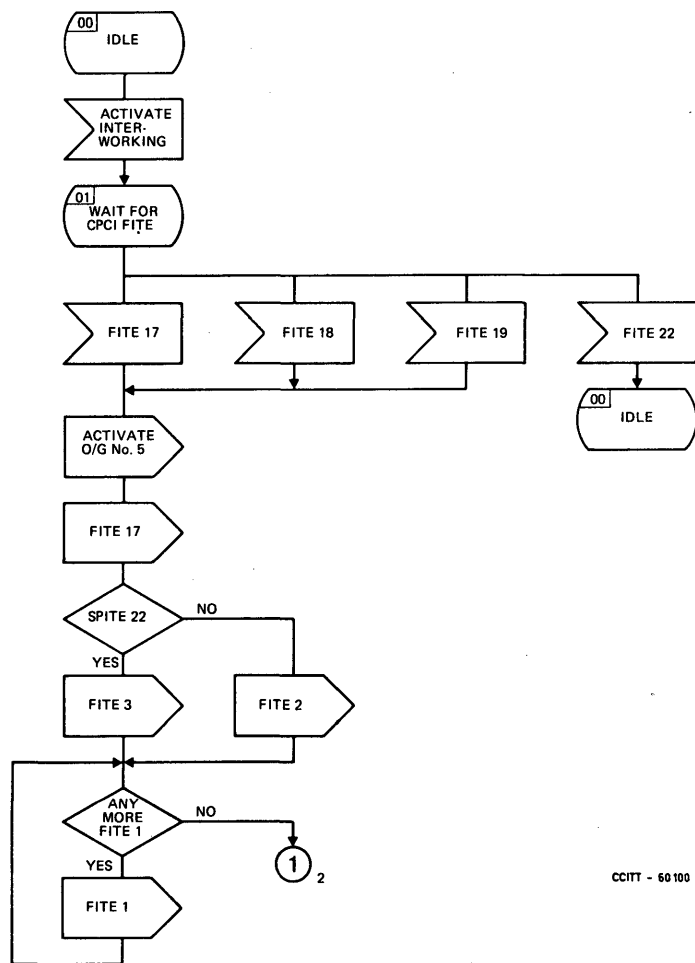 00
IDLE
ACTIVATE
INTER-
WORKING
01
WAIT FOR
CPCI FITE
FITE 17
FITE 18
FITE 19
FITE 22
00
IDLE
ACTIVATE
O/G No. 5
FITE 17
SPITE 22
NO
YES
FITE 3
FITE 2
ANY
MORE
FITE 1
NO
YES
1
2
FITE 1
CCITT - 60100